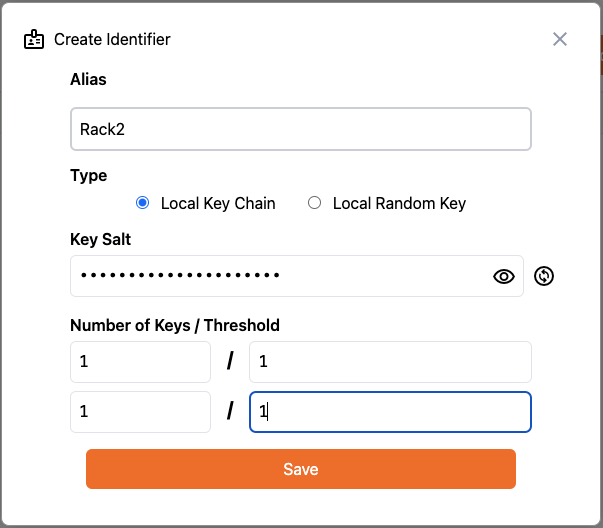 Create Identifier
Alias
Rack2
Type
Local Key Chain Local Random Key
Key Salt
•••••••••••••••••••••
Number of Keys / Threshold
1 / 1
1 / 1
Save